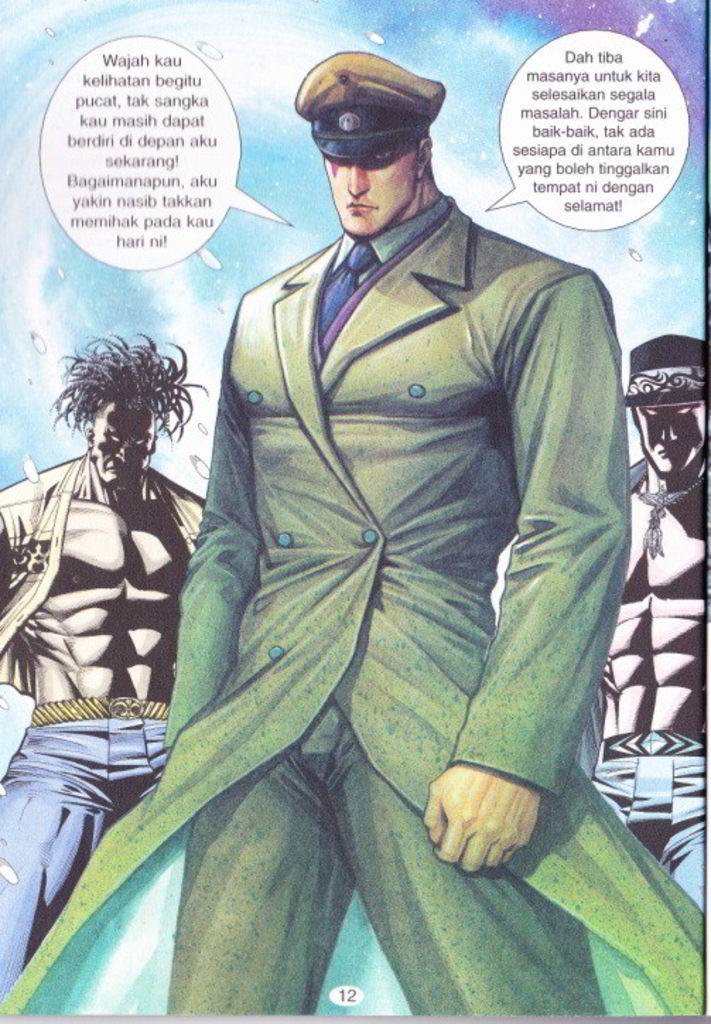 Wajah kau
kelihatan begitu
pucat, tak sangka
kau masih dapat
berdiri di depan aku
sekarang!
Bagaimanapun, aku
yakin nasib takkan
memihak pada kau
hari ni!
Dah tiba
masanya untuk kita
selesaikan segala
masalah. Dengar sini
baik-baik, tak ada
sesiapa di antara kamu
yang boleh tinggalkan
tempat ni dengan
selamat!
12